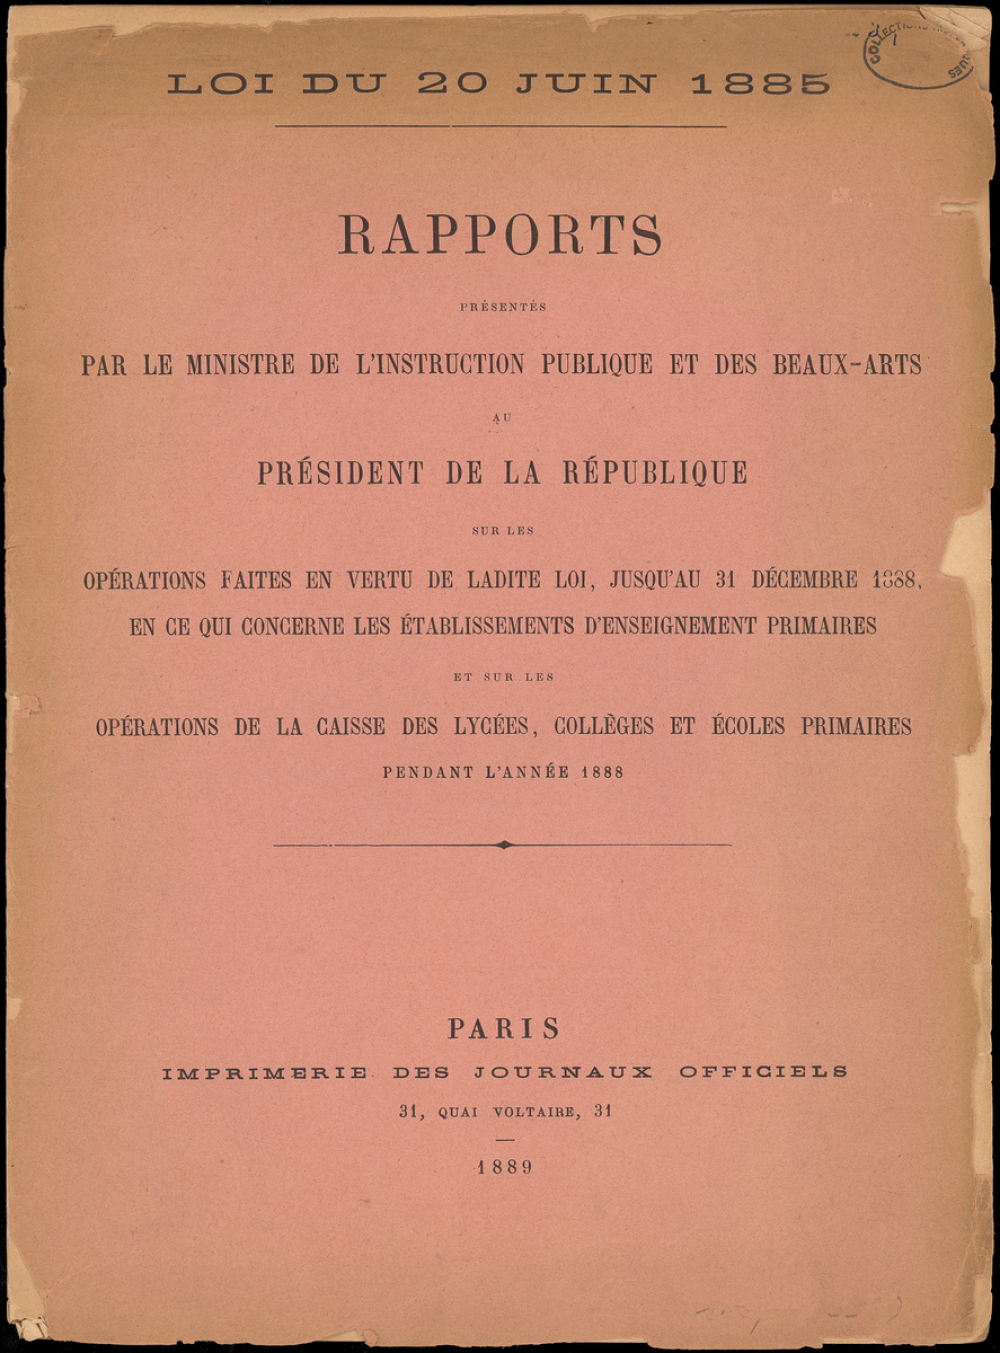 COLLECTIONS
LOI DU 20 JUIN 1885
RAPPORTS
PRÉSENTÉS
PAR LE MINISTRE DE L'INSTRUCTION PUBLIQUE ET DES BEAUX-ARTS
AU
PRÉSIDENT DE LA RÉPUBLIQUE
SUR LES
OPÉRATIONS FAITES EN VERTU DE LADITE LOI, JUSQU'AU 31 DÉCEMBRE 1888,
EN CE QUI CONCERNE LES ÉTABLISSEMENTS D'ENSEIGNEMENT PRIMAIRES
ET SUR LES
OPÉRATIONS DE LA CAISSE DES LYCÉES, COLLÈGES ET ÉCOLES PRIMAIRES
PENDANT L'ANNÉE 1888
PARIS
IMPRIMERIE DES JOURNAUX OFFICIELS
31, QUAI VOLTAIRE, 31
1889